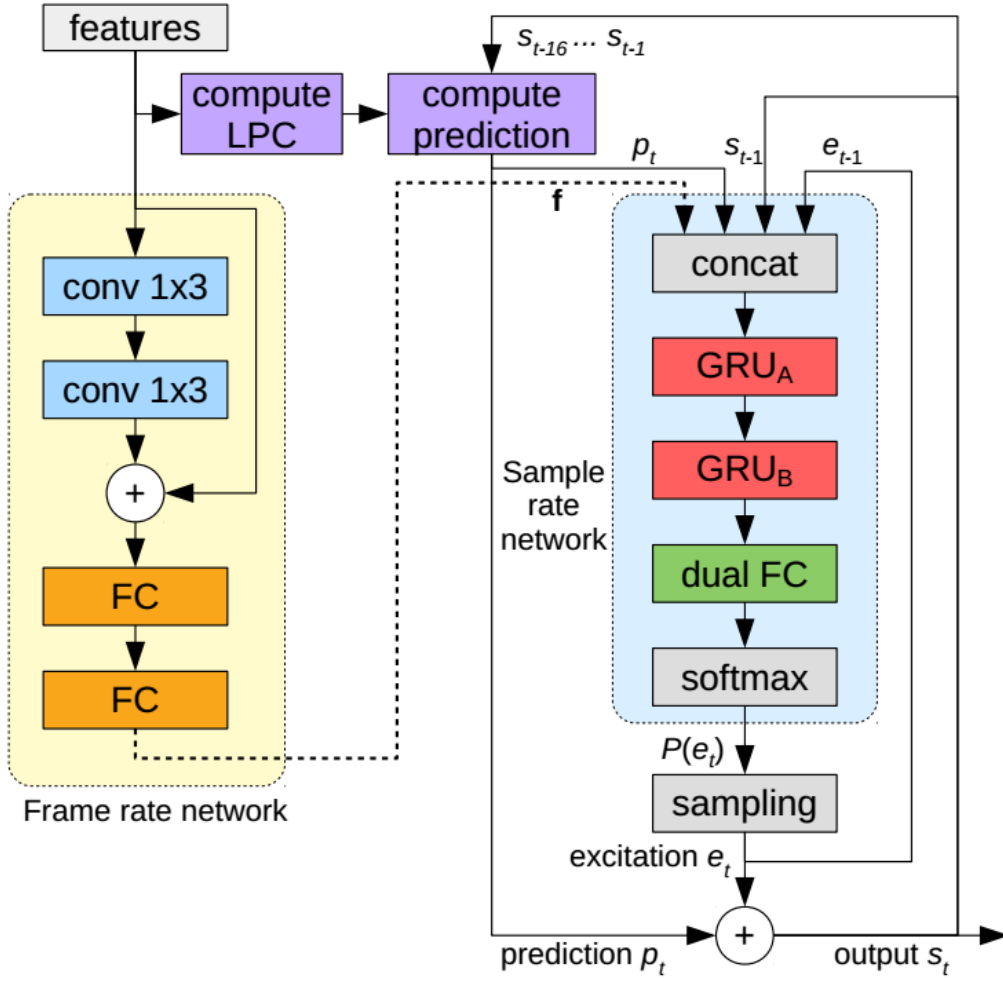 features
s_{t-16} ... s_{t-1}
compute
LPC
compute
prediction
p_t
s_{t-1}
e_{t-1}
f
conv 1x3
conv 1x3
+
FC
FC
Frame rate network
concat
GRU_A
GRU_B
dual FC
softmax
Sample
rate
network
P(e_t)
sampling
excitation e_t
+
prediction p_t
output s_t